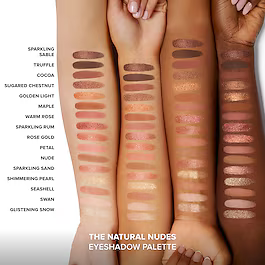 SPARKLING
SABLE
TRUFFLE
COCOA
SUGARED CHESTNUT
GOLDEN LIGHT
MAPLE
WARM ROSE
SPARKLING RUM
ROSE GOLD
PETAL
NUDE
SPARKLING SAND
SHIMMERING PEARL
SEASHELL
SWAN
GLISTENING SNOW
THE NATURAL NUDES
EYESHADOW PALETTE